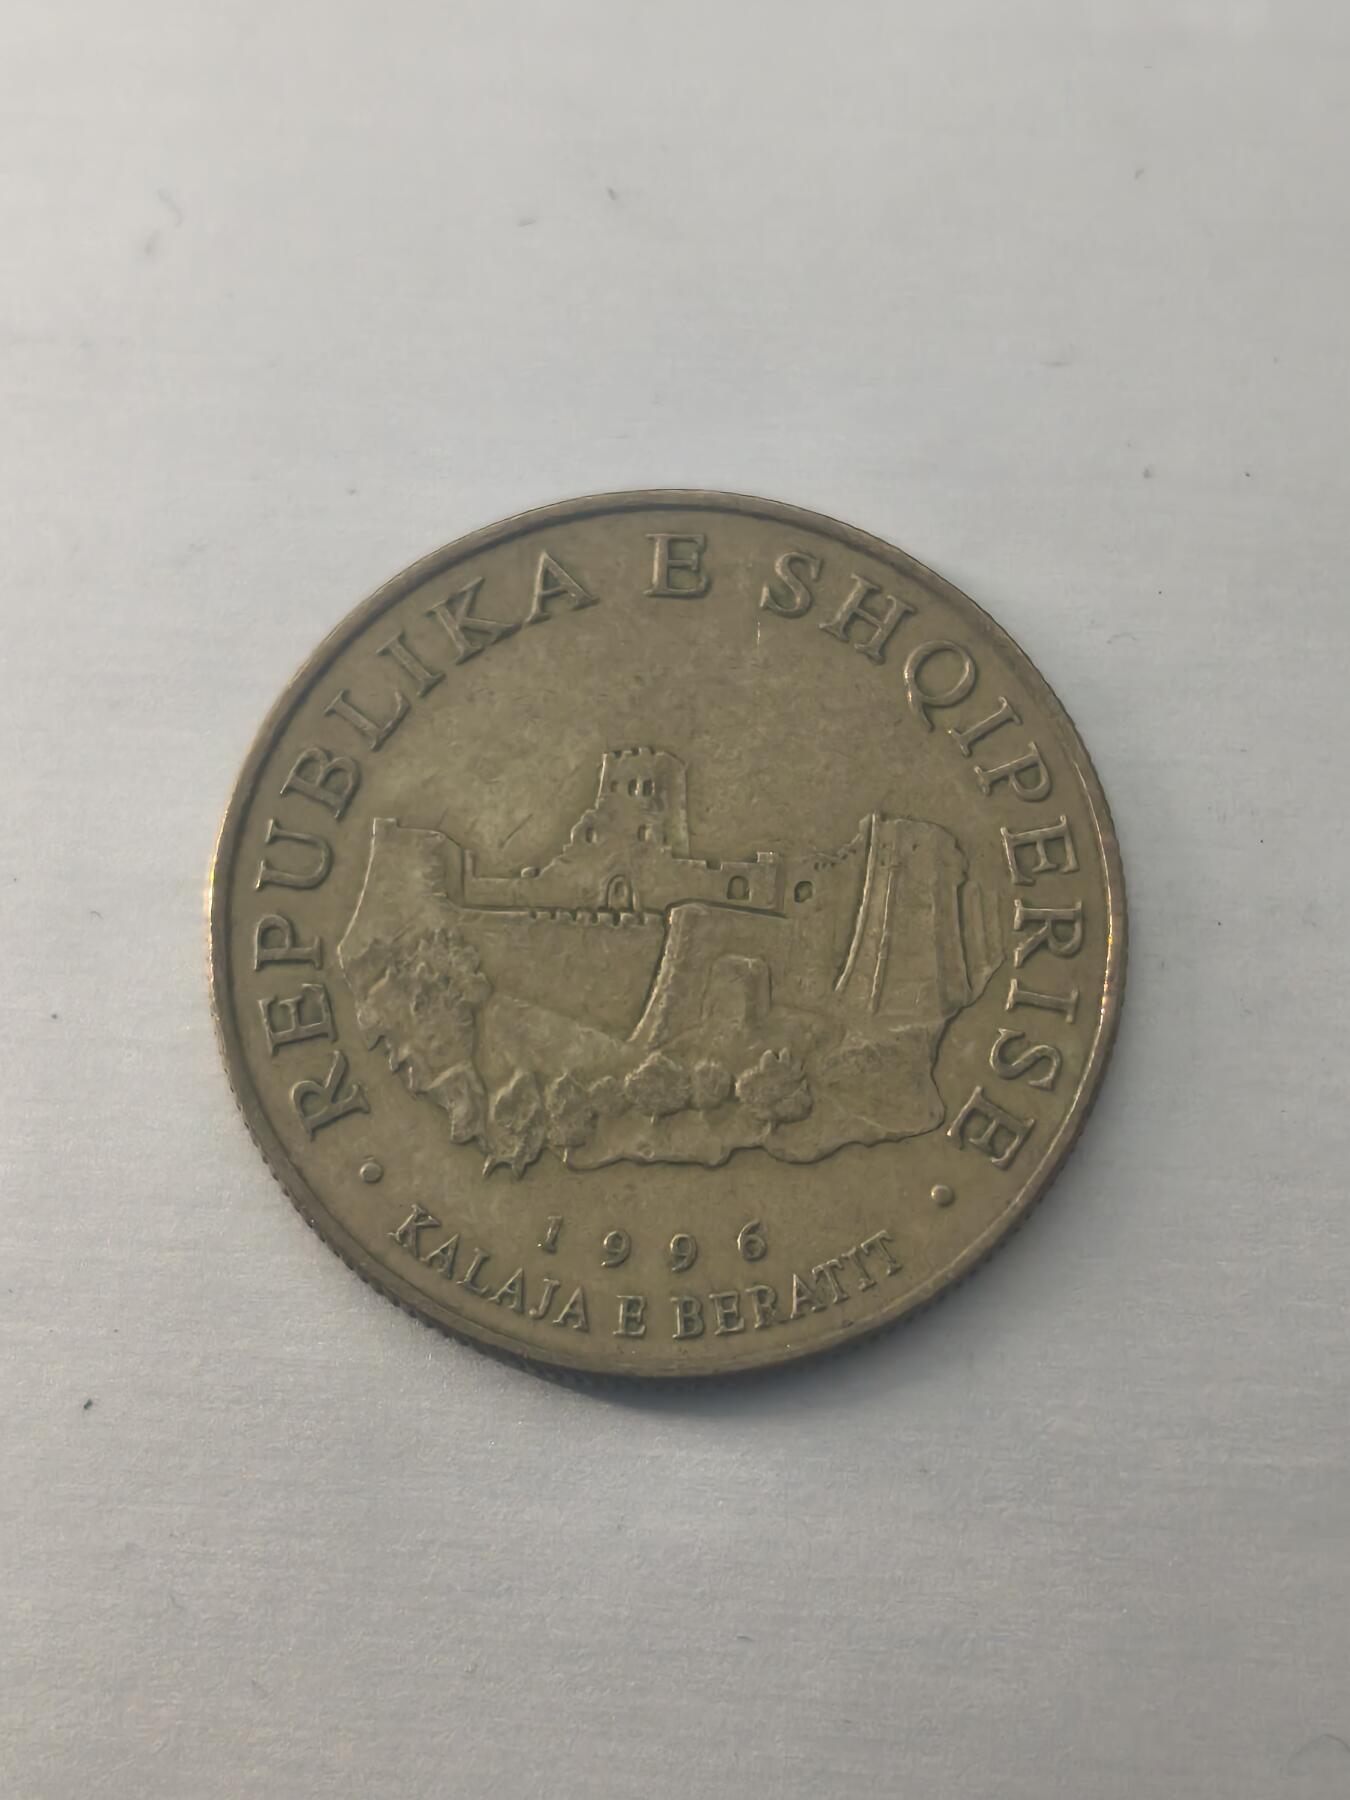 REPUBLIKA E SHQIPERISE
1996
KALAJA E BERATIT